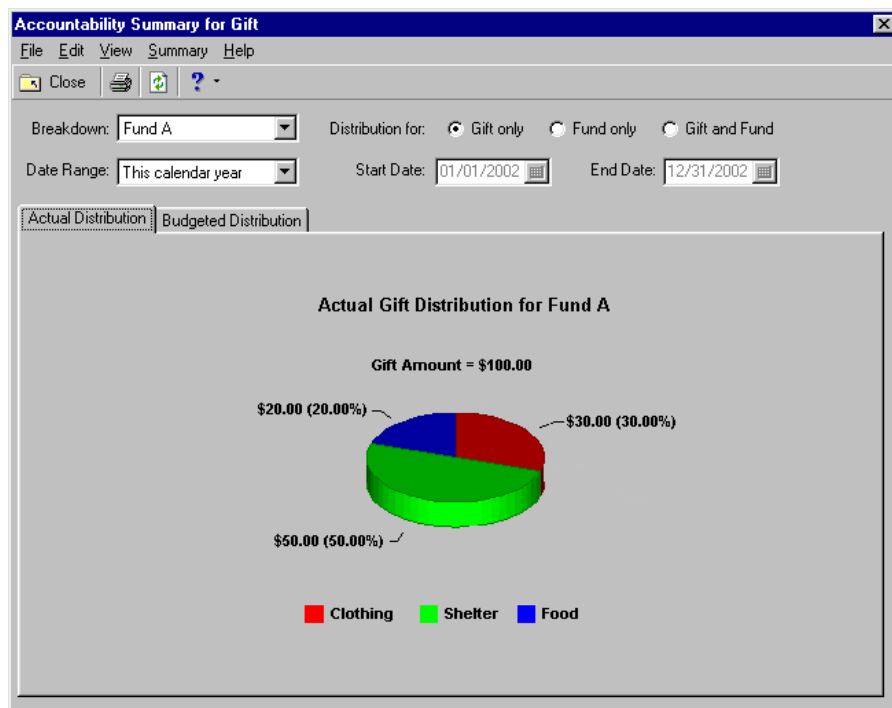 Accountability Summary for Gift
File Edit View Summary Help
Close ?
Breakdown: Fund A Distribution for: Gift only Fund only Gift and Fund
Date Range: This calendar year Start Date: 01/01/2002 End Date: 12/31/2002
Actual Distribution Budgeted Distribution
Actual Gift Distribution for Fund A
Gift Amount = $100.00
$20.00 (20.00%) $30.00 (30.00%)
$50.00 (50.00%)
Clothing Shelter Food